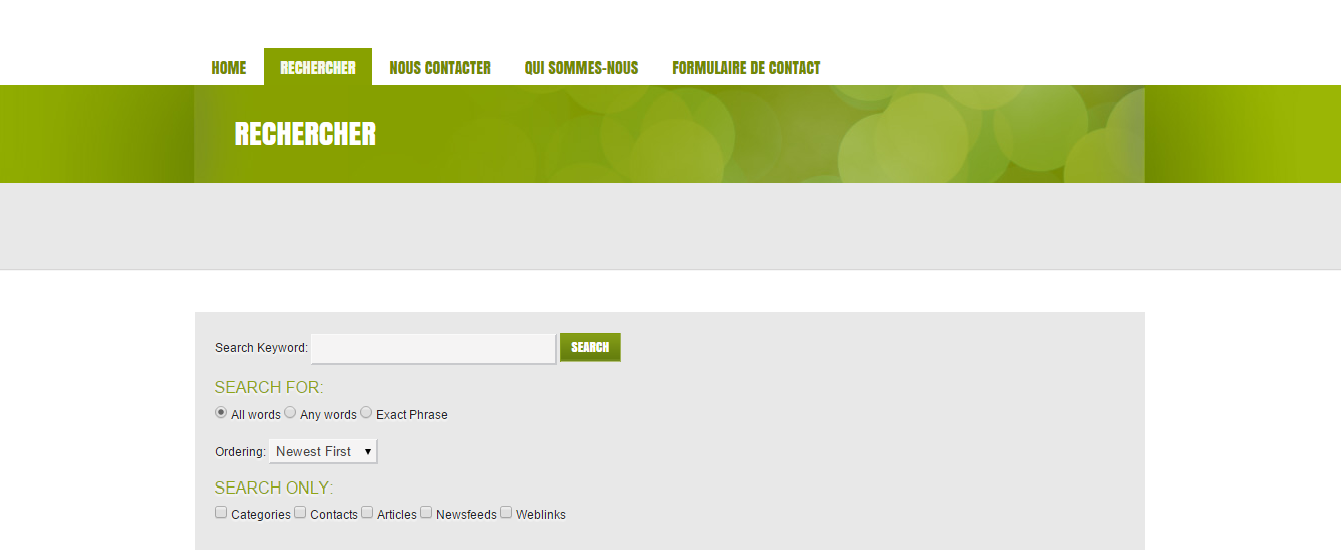 HOME RECHERCHER NOUS CONTACTER QUI SOMMES-NOUS FORMULAIRE DE CONTACT
RECHERCHER
Search Keyword: SEARCH
SEARCH FOR:
All words Any words Exact Phrase
Ordering: Newest First
SEARCH ONLY:
Categories Contacts Articles Newsfeeds Weblinks